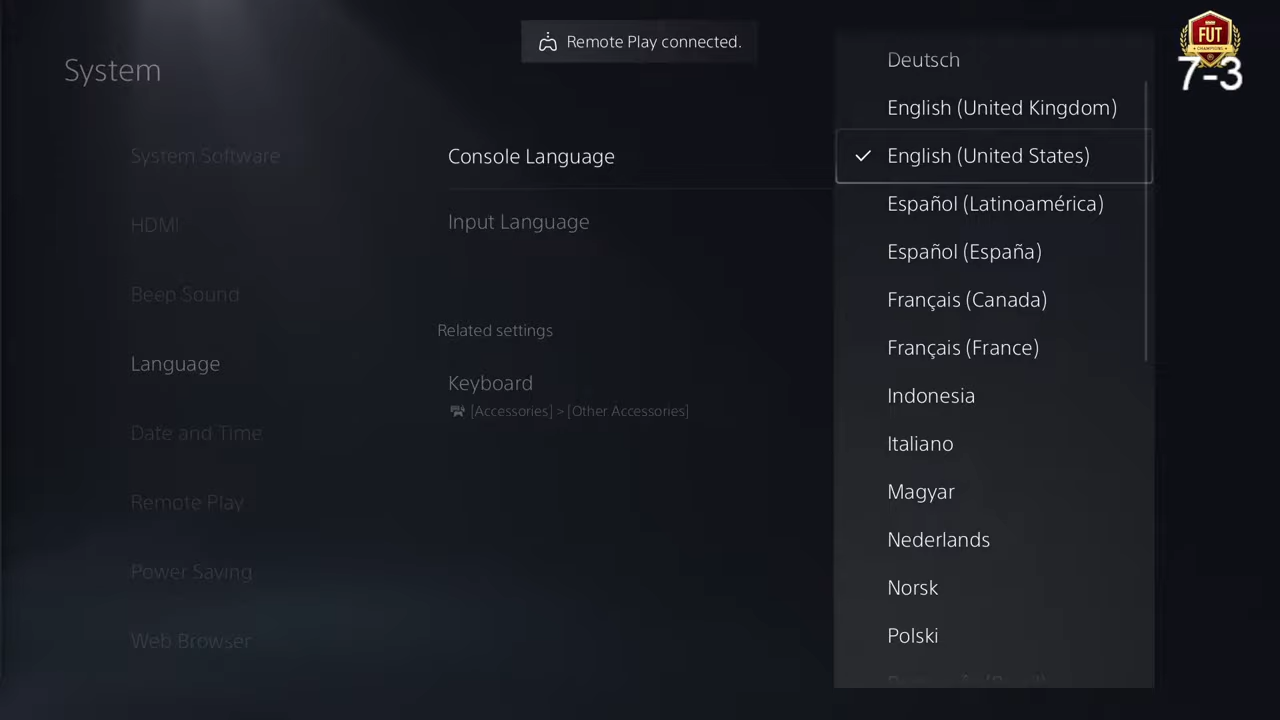 Remote Play connected.
FUT
CHAMPIONS
7-3
System
System Software
HDMI
Beep Sound
Language
Date and Time
Remote Play
Power Saving
Web Browser
Console Language
Input Language
Related settings
Keyboard
[Accessories] > [Other Accessories]
Deutsch
English (United Kingdom)
English (United States)
Español (Latinoamérica)
Español (España)
Français (Canada)
Français (France)
Indonesia
Italiano
Magyar
Nederlands
Norsk
Polski